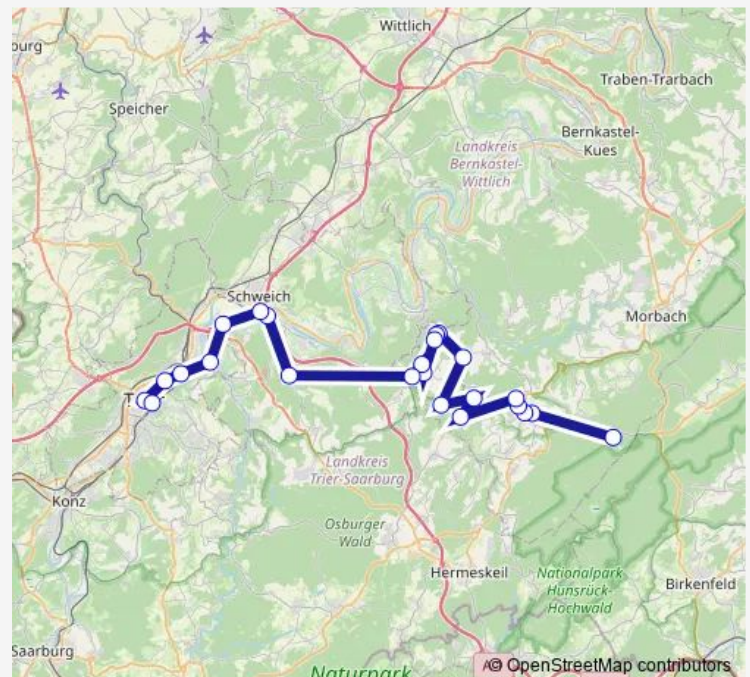 Wittlich
burg
Traben-Trarbach
Speicher
Bernkastel-
Kues
Landkreis
Bernkastel-
Wittlich
Schweich
Morbach
Landkreis
Trier-Saarburg
Konz
Osburger
Wald
Hermeskeil
Nationalpark
Hunsrück-
Hochwald
Birkenfeld
Saarburg
Naturpark
© OpenStreetMap contributors